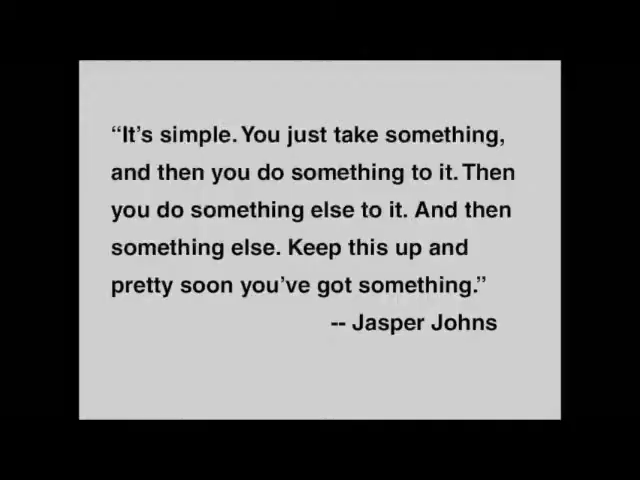 “It’s simple. You just take something,
and then you do something to it. Then
you do something else to it. And then
something else. Keep this up and
pretty soon you’ve got something.”
-- Jasper Johns